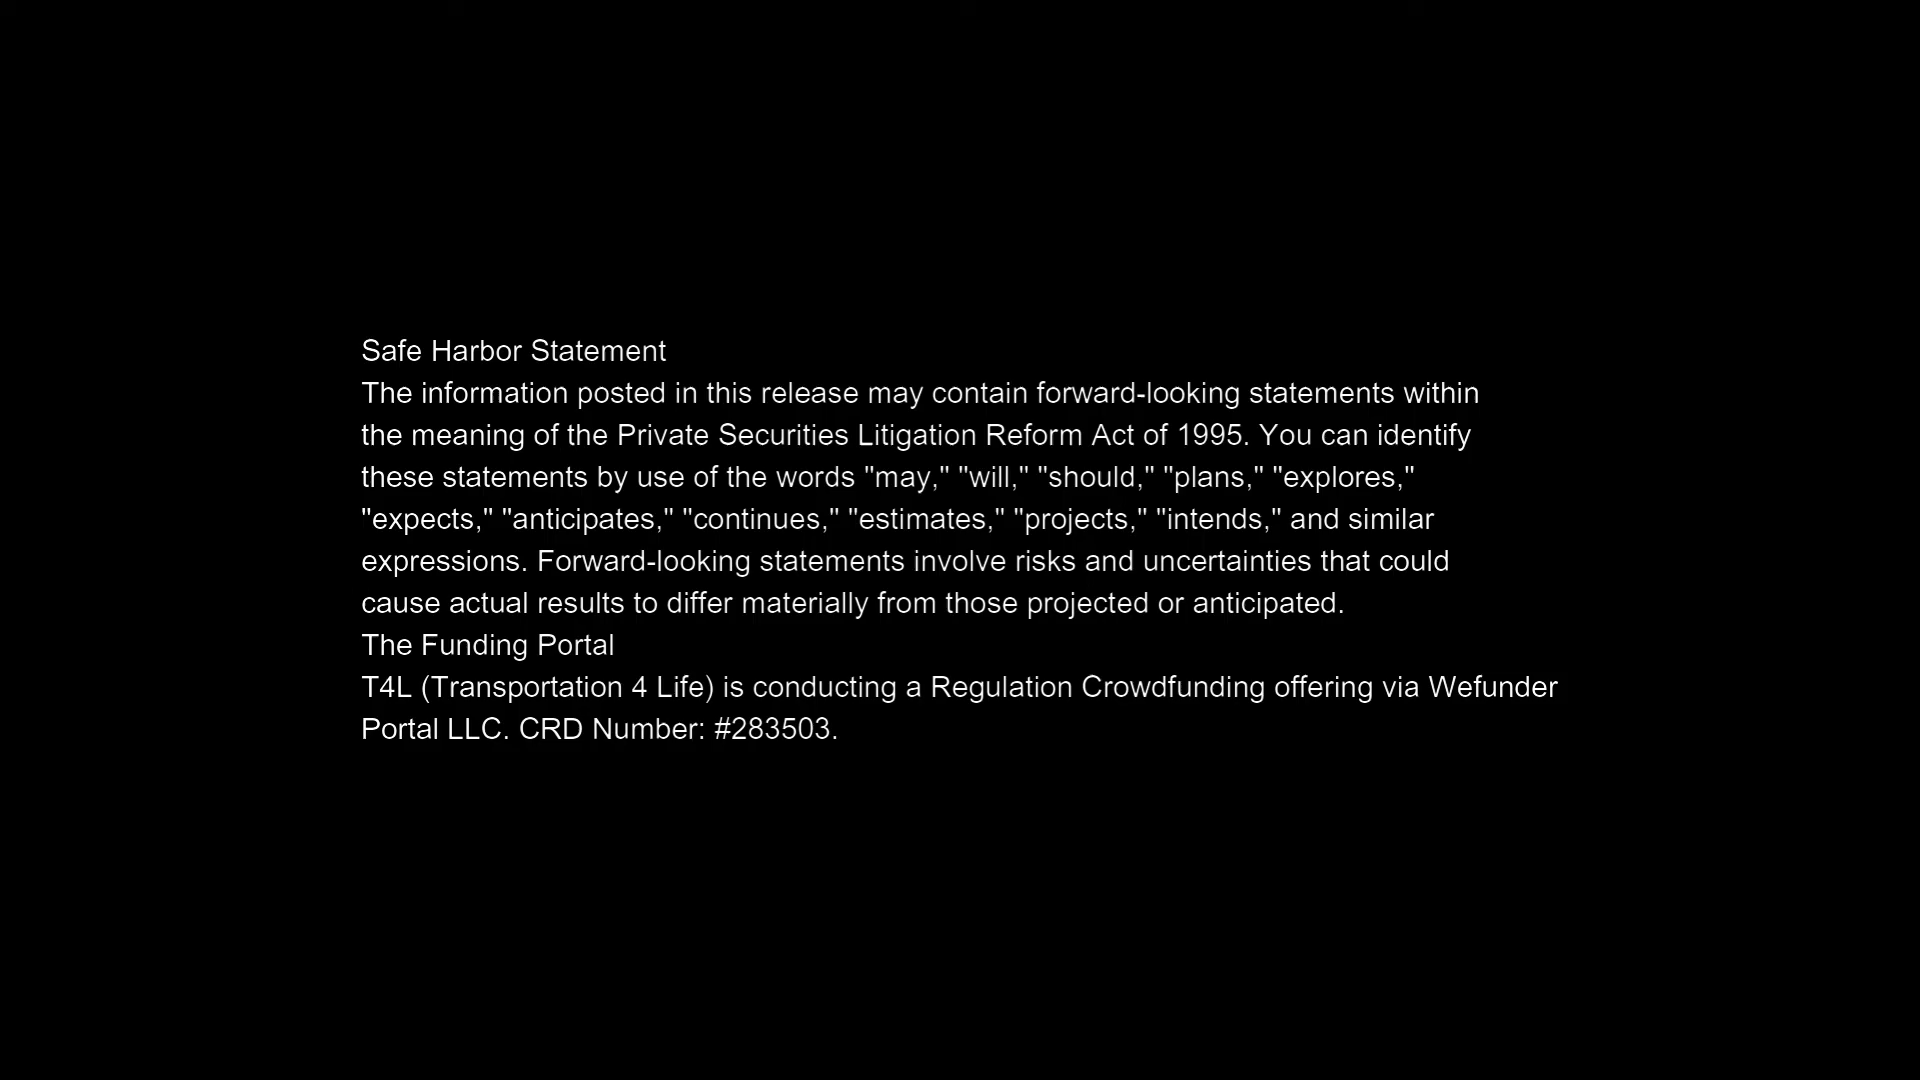 Safe Harbor Statement
The information posted in this release may contain forward-looking statements within
the meaning of the Private Securities Litigation Reform Act of 1995. You can identify
these statements by use of the words "may," "will," "should," "plans," "explores,"
"expects," "anticipates," "continues," "estimates," "projects," "intends," and similar
expressions. Forward-looking statements involve risks and uncertainties that could
cause actual results to differ materially from those projected or anticipated.
The Funding Portal
T4L (Transportation 4 Life) is conducting a Regulation Crowdfunding offering via Wefunder
Portal LLC. CRD Number: #283503.